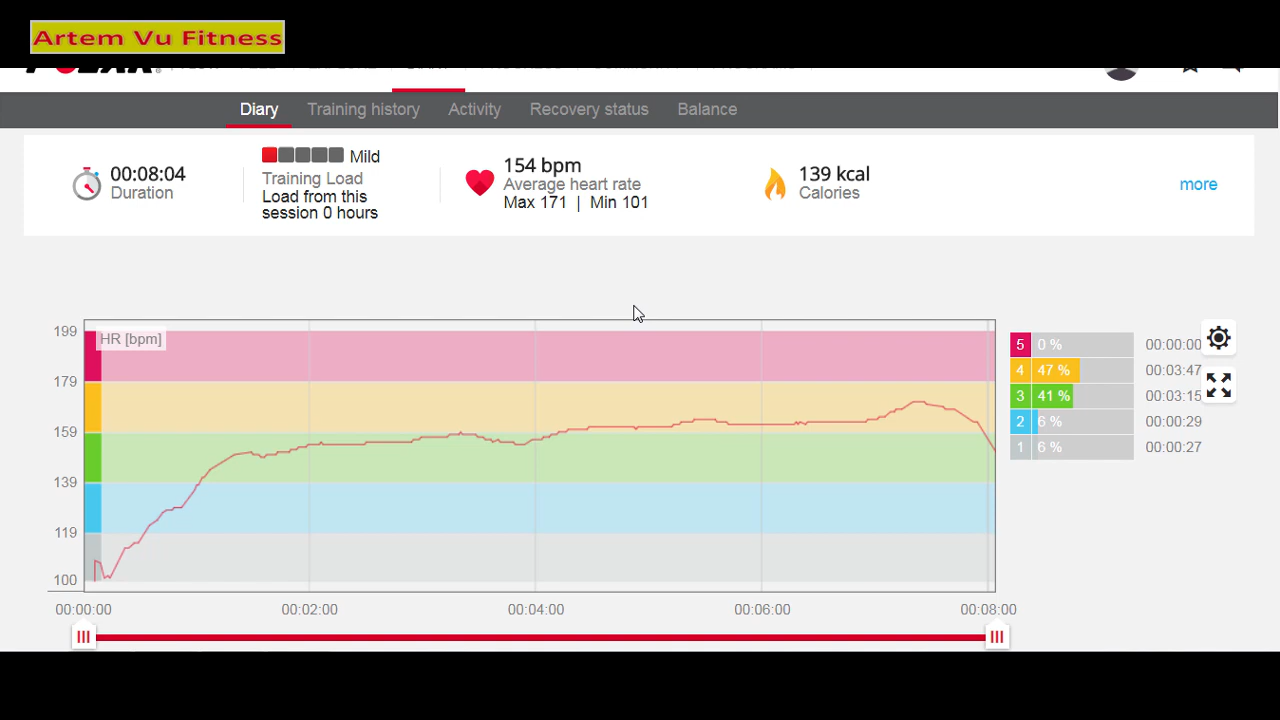 Artem Vu Fitness
Diary Training history Activity Recovery status Balance
00:08:04
Duration
Mild
Training Load
Load from this
session 0 hours
154 bpm
Average heart rate
Max 171 | Min 101
139 kcal
Calories
more
HR [bpm]
199
179
159
139
119
100
00:00:00 00:02:00 00:04:00 00:06:00 00:08:00
5 0 % 00:00:00
4 47 % 00:03:47
3 41 % 00:03:15
2 6 % 00:00:29
1 6 % 00:00:27